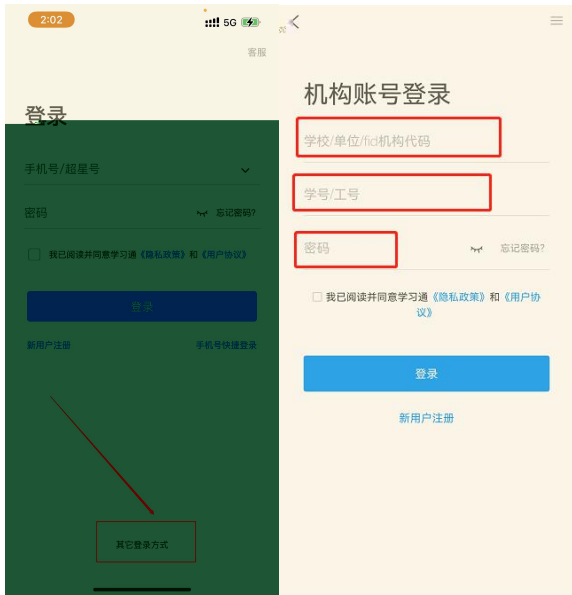 2:02
5G
客服
登录
手机号/超星号
密码
忘记密码?
我已阅读并同意学习通《隐私政策》和《用户协议》
登录
新用户注册
手机号快捷登录
其它登录方式
机构账号登录
学校/单位/fid机构代码
学号/工号
密码
忘记密码?
我已阅读并同意学习通《隐私政策》和《用户协
议》
登录
新用户注册